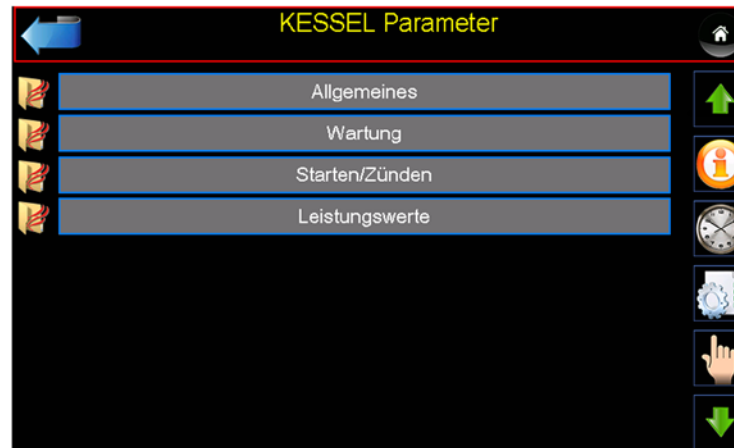 KESSEL Parameter
Allgemeines
Wartung
Starten/Zünden
Leistungswerte